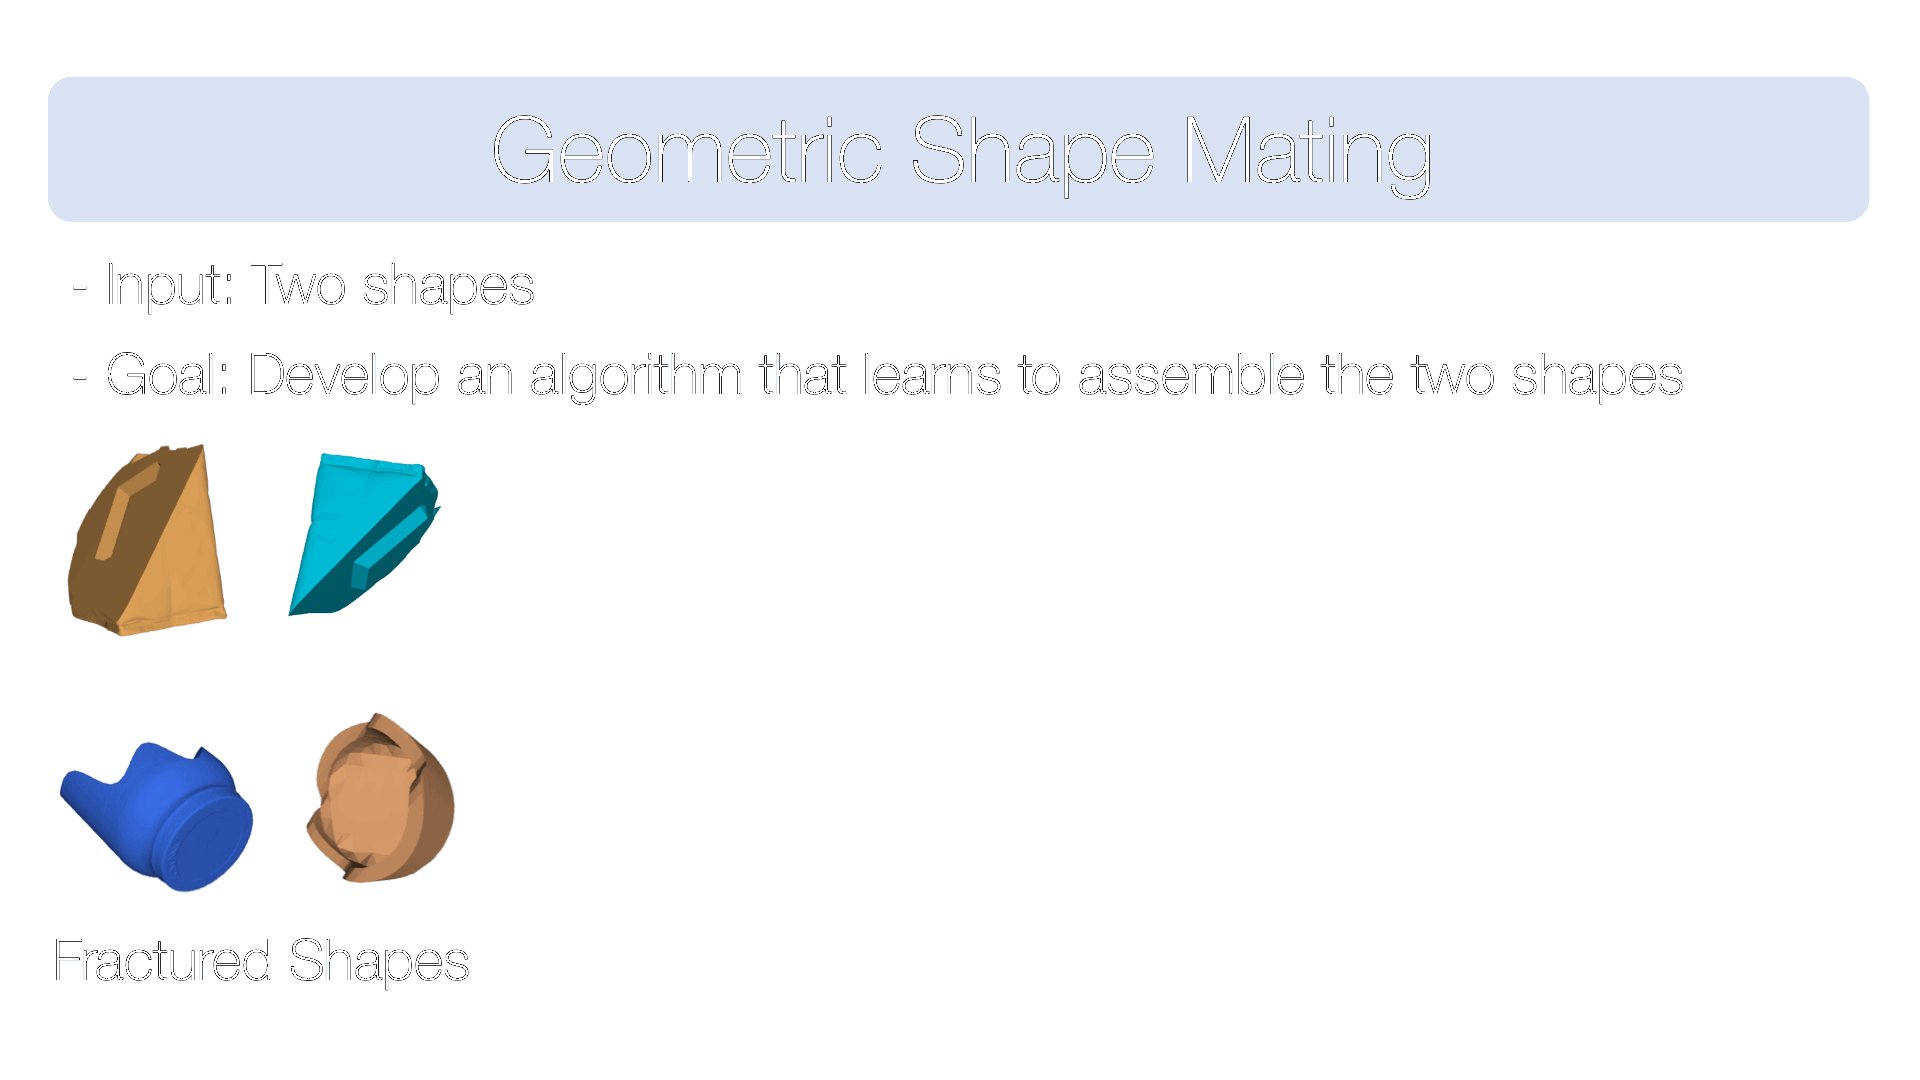 Geometric Shape Mating
- Input: Two shapes
- Goal: Develop an algorithm that learns to assemble the two shapes
Fractured Shapes